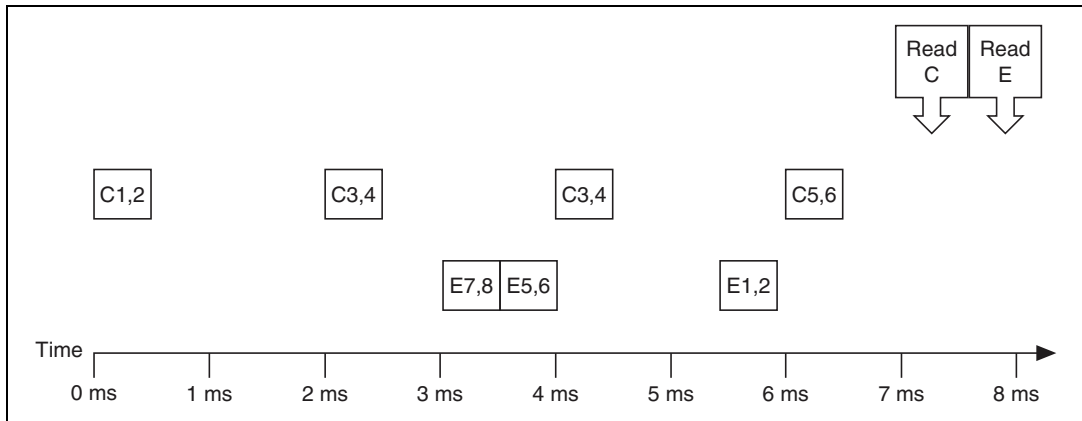 Read
C
Read
E
C1,2
C3,4
C3,4
C5,6
E7,8
E5,6
E1,2
Time
0 ms
1 ms
2 ms
3 ms
4 ms
5 ms
6 ms
7 ms
8 ms